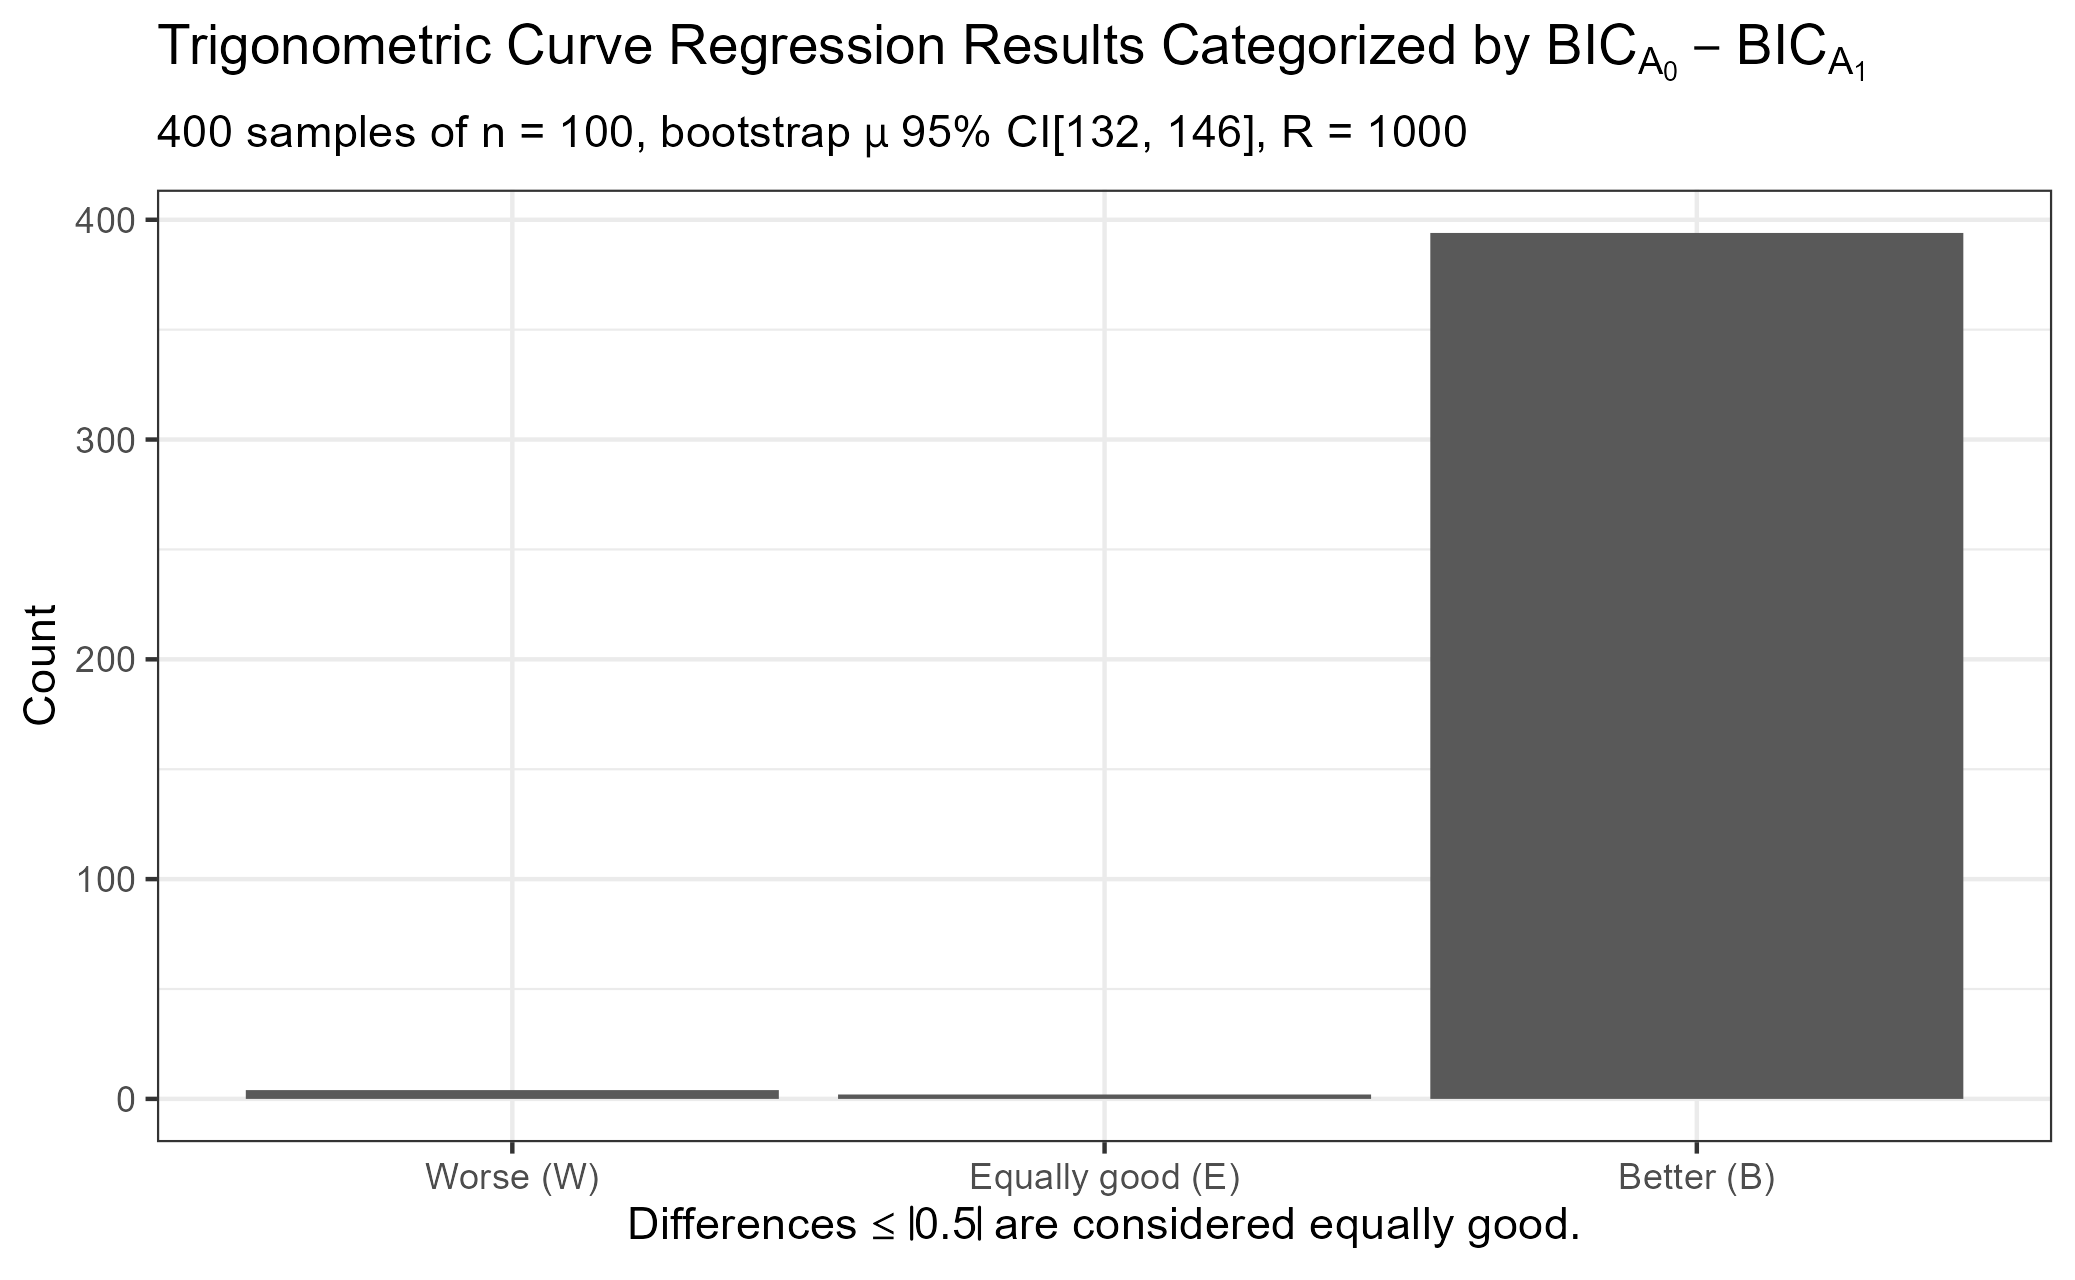 Trigonometric Curve Regression Results Categorized by BIC_A₀ – BIC_A₁
400 samples of n = 100, bootstrap μ 95% CI[132, 146], R = 1000
Count
400
300
200
100
0
Worse (W)
Equally good (E)
Better (B)
Differences ≤ |0.5| are considered equally good.